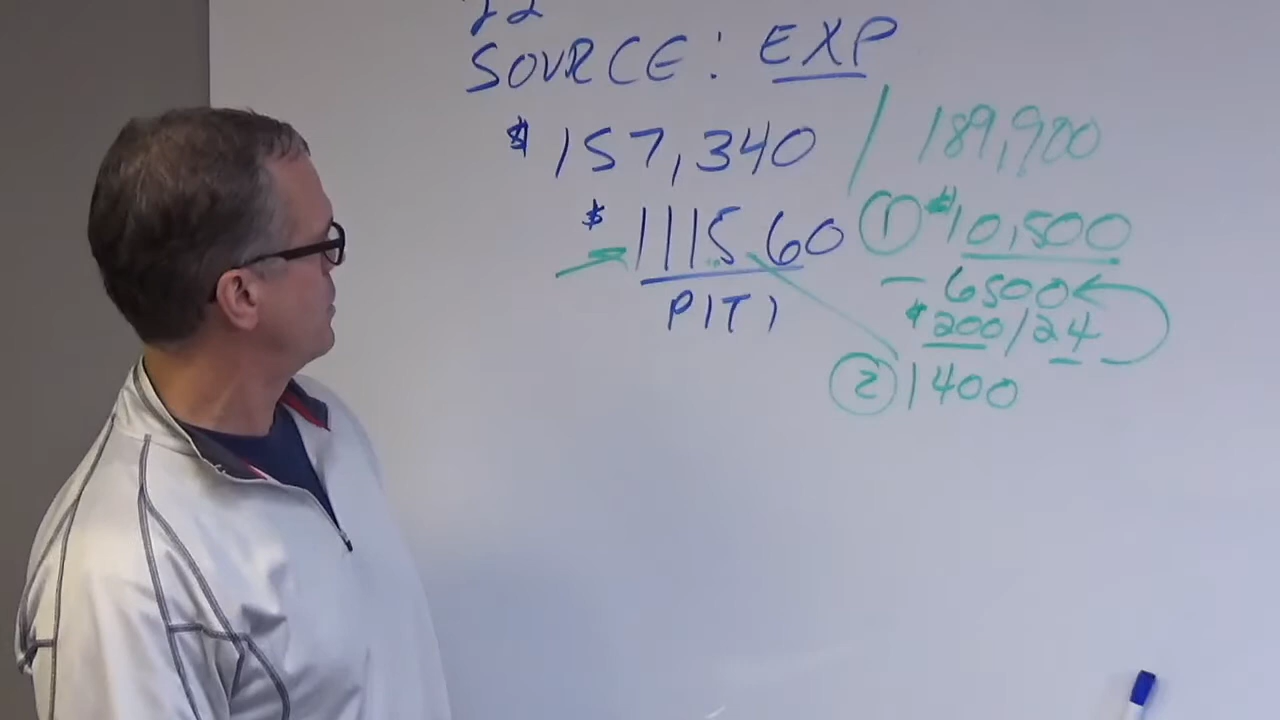 SOURCE: EXP
$157,340 / 189,900
$1115.60 ① $10,500
PITI - 6500
$200/24
② 1400